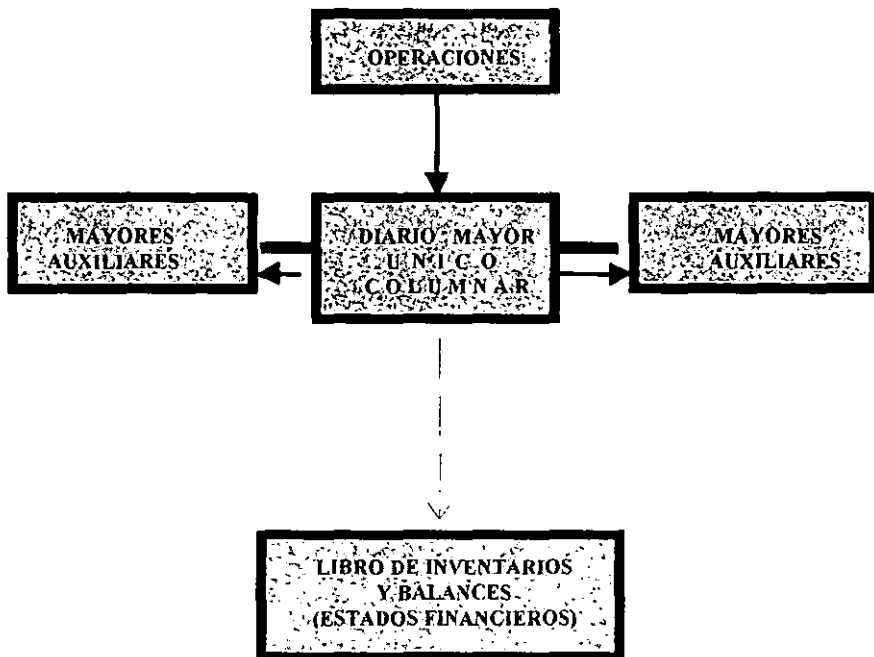 OPERACIONES
MAYORES
AUXILIARES
DIARIO MAYOR
U N I C O
C O L U M N A R
MAYORES
AUXILIARES
LIBRO DE INVENTARIOS
Y BALANCES
(ESTADOS FINANCIEROS)